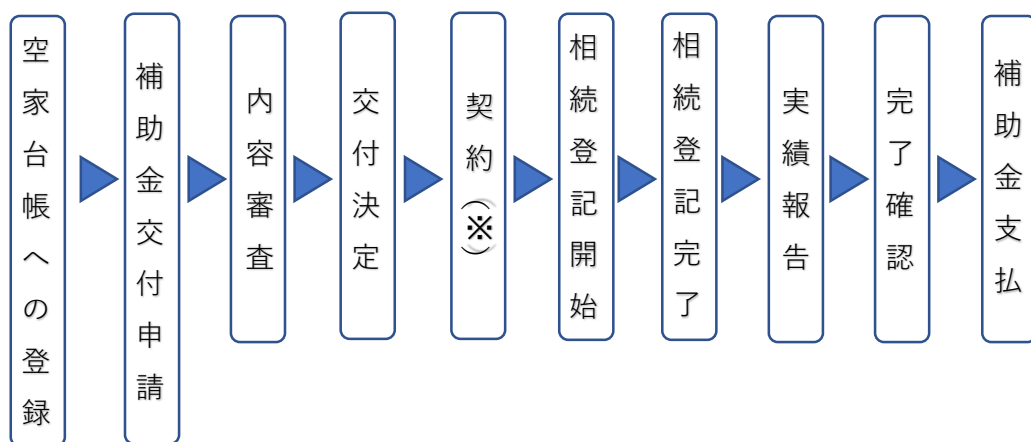 空家台帳への登録
補助金交付申請
内容審査
交付決定
契約(※)
相続登記開始
相続登記完了
実績報告
完了確認
補助金支払